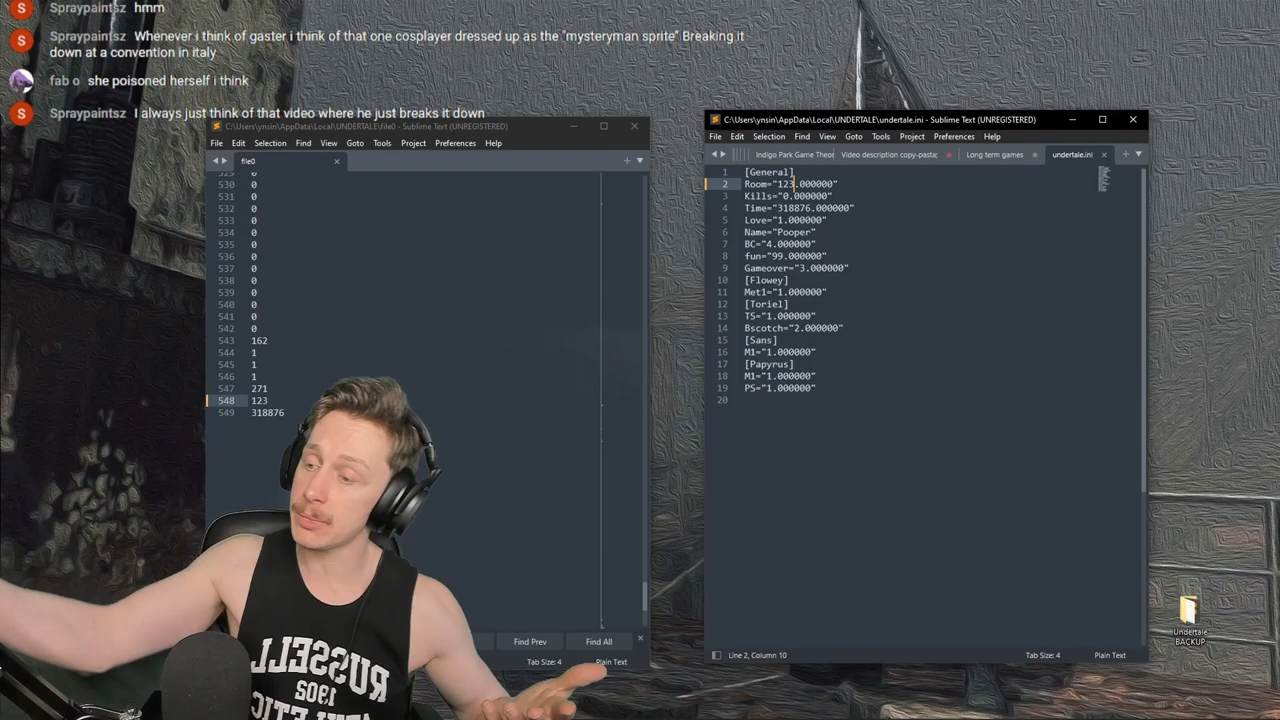 Spraypaintsz hmm
Spraypaintsz Whenever i think of gaster i think of that one cosplayer dressed up as the "mysteryman sprite" Breaking it
down at a convention in italy
fab o she poisoned herself i think
Spraypaintsz I always just think of that video where he just breaks it down
C:\Users\ynsin\AppData\Local\UNDERTALE\file0 - Sublime Text (UNREGISTERED)
File Edit Selection Find View Goto Tools Project Preferences Help
file0
529 0
530 0
531 0
532 0
533 0
534 0
535 0
536 0
537 0
538 0
539 0
540 0
541 0
542 0
543 162
544 1
545 1
546 1
547 271
548 123
549 318876
Find Prev Find All
Tab Size: 4 Plain Text
C:\Users\ynsin\AppData\Local\UNDERTALE\undertale.ini - Sublime Text (UNREGISTERED)
File Edit Selection Find View Goto Tools Project Preferences Help
Indigo Park Game Theor Video description copy-pasta; Long term games undertale.ini
1 [General]
2 Room="123.000000"
3 Kills="0.000000"
4 Time="318876.000000"
5 Love="1.000000"
6 Name="Pooper"
7 BC="4.000000"
8 fun="99.000000"
9 Gameover="3.000000"
10 [Flowey]
11 Met1="1.000000"
12 [Toriel]
13 TS="1.000000"
14 Bscotch="2.000000"
15 [Sans]
16 M1="1.000000"
17 [Papyrus]
18 M1="1.000000"
19 PS="1.000000"
20
Line 2, Column 10 Tab Size: 4 Plain Text
Undertale
BACKUP
RUSSELL
1902